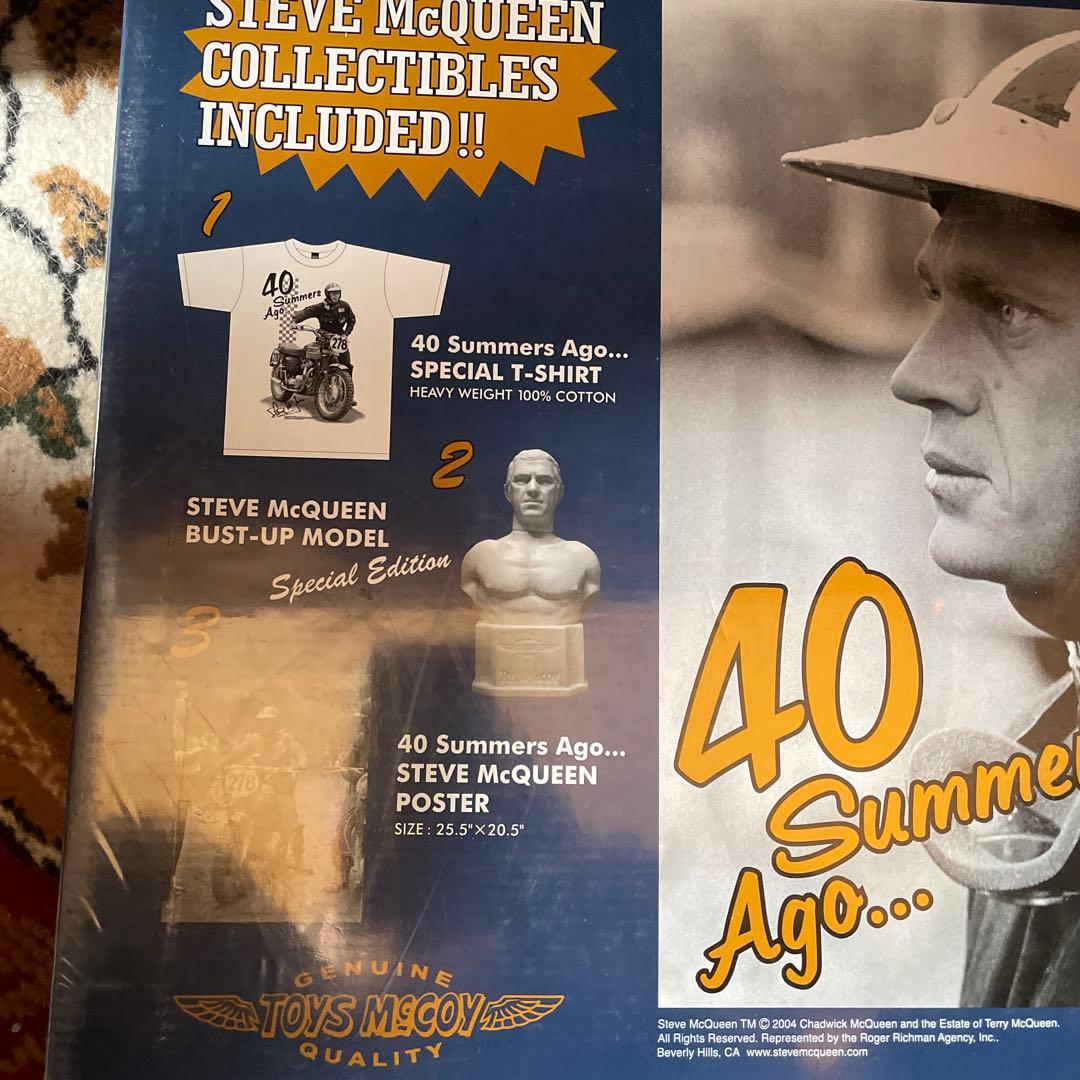 STEVE McQUEEN
COLLECTIBLES
INCLUDED!!
1
40
Summers
Ago
278
40 Summers Ago...
SPECIAL T-SHIRT
HEAVY WEIGHT 100% COTTON
2
STEVE McQUEEN
BUST-UP MODEL
Special Edition
3
278
40 Summers Ago...
STEVE McQUEEN
POSTER
SIZE : 25.5"×20.5"
GENUINE
TOYS McCOY
QUALITY
40
Summe
Ago...
Steve McQueen TM © 2004 Chadwick McQueen and the Estate of Terry McQueen.
All Rights Reserved. Represented by the Roger Richman Agency, Inc.,
Beverly Hills, CA www.stevemcqueen.com